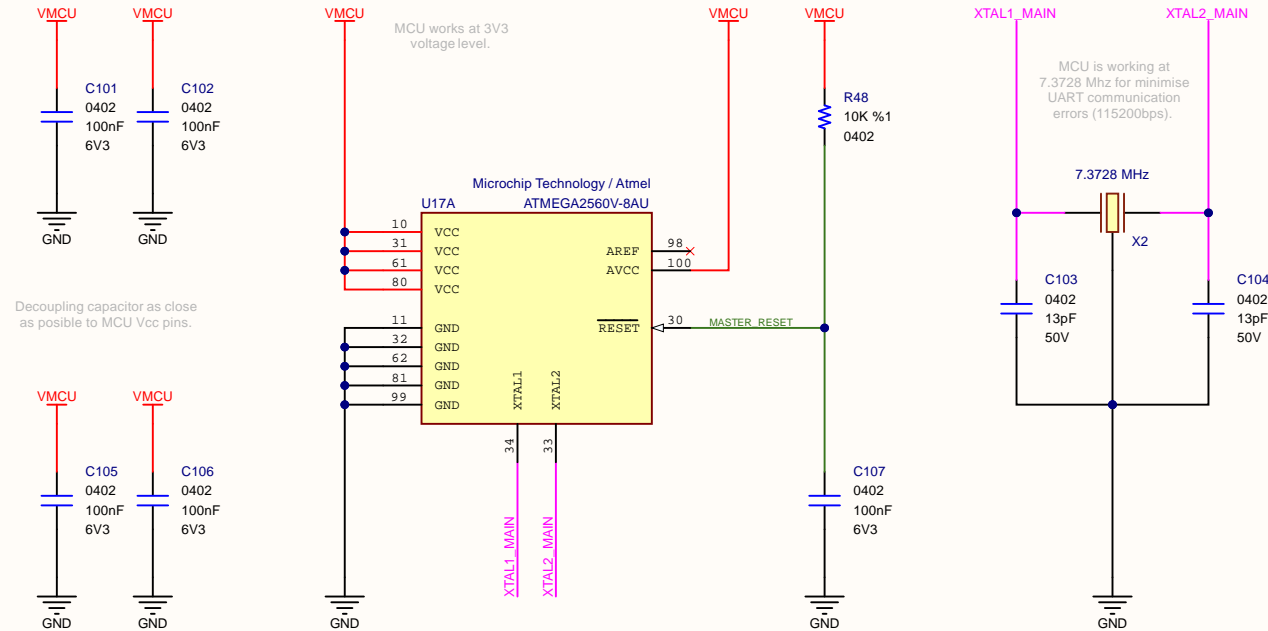 VMCU
VMCU
VMCU
VMCU
VMCU
XTAL1_MAIN
XTAL2_MAIN
MCU works at 3V3
voltage level.
C101
0402
100nF
6V3
C102
0402
100nF
6V3
GND
GND
R48
10K %1
0402
MCU is working at
7.3728 Mhz for minimise
UART communication
errors (115200bps).
7.3728 MHz
X2
Microchip Technology / Atmel
U17A
ATMEGA2560V-8AU
10
VCC
31
VCC
61
VCC
80
VCC
11
GND
32
GND
62
GND
81
GND
99
GND
AREF
98
AVCC
100
RESET
30
MASTER_RESET
XTAL1
XTAL2
34
33
XTAL1_MAIN
XTAL2_MAIN
C103
0402
13pF
50V
C104
0402
13pF
50V
Decoupling capacitor as close
as posible to MCU Vcc pins.
VMCU
VMCU
C105
0402
100nF
6V3
C106
0402
100nF
6V3
C107
0402
100nF
6V3
GND
GND
GND
GND
GND